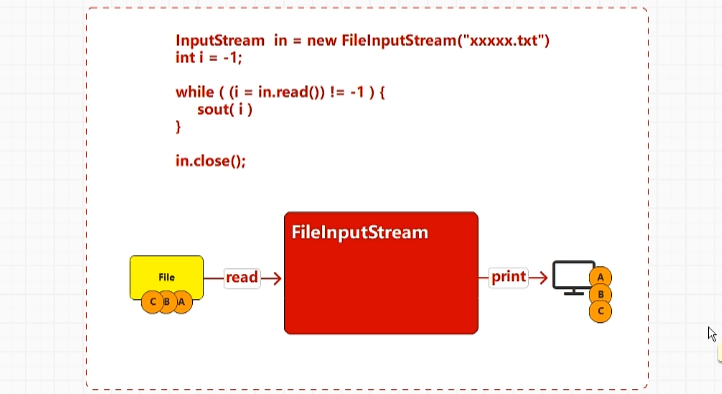 InputStream  in = new FileInputStream("xxxxx.txt")
int i = -1;
while ( (i = in.read()) != -1 ) {
sout( i )
}
in.close();
FileInputStream
File
read
print
C B A
A
B
C